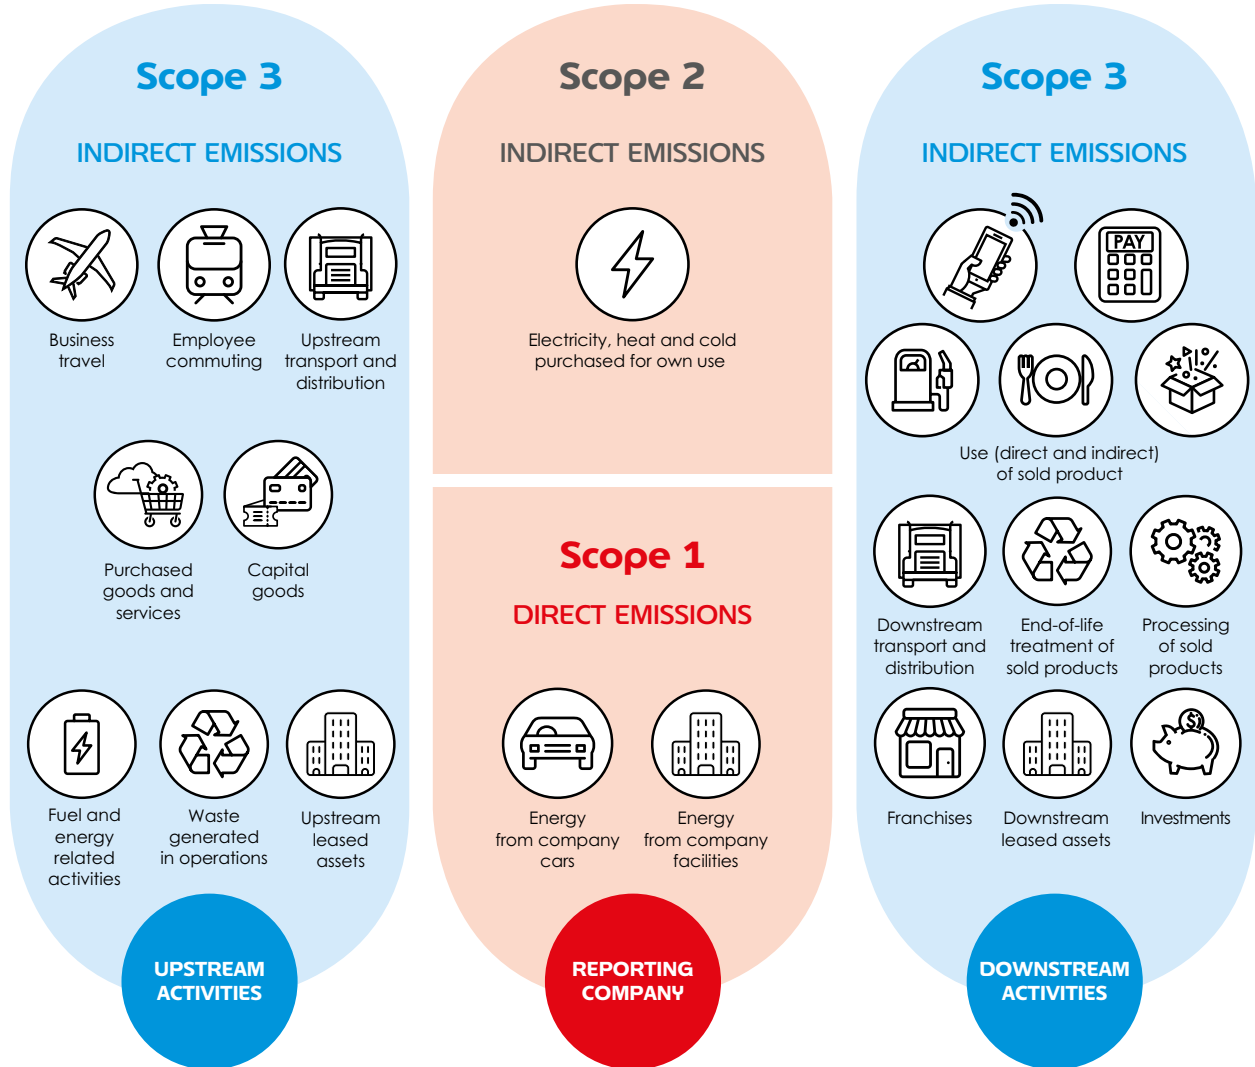 Scope 3
INDIRECT EMISSIONS
Business
travel
Employee
commuting
Upstream
transport and
distribution
Purchased
goods and
services
Capital
goods
Fuel and
energy
related
activities
Waste
generated
in operations
Upstream
leased
assets
UPSTREAM
ACTIVITIES
Scope 2
INDIRECT EMISSIONS
Electricity, heat and cold
purchased for own use
Scope 1
DIRECT EMISSIONS
Energy
from company
cars
Energy
from company
facilities
REPORTING
COMPANY
Scope 3
INDIRECT EMISSIONS
PAY
Use (direct and indirect)
of sold product
Downstream
transport and
distribution
End-of-life
treatment of
sold products
Processing
of sold
products
$
Franchises
Downstream
leased assets
Investments
DOWNSTREAM
ACTIVITIES